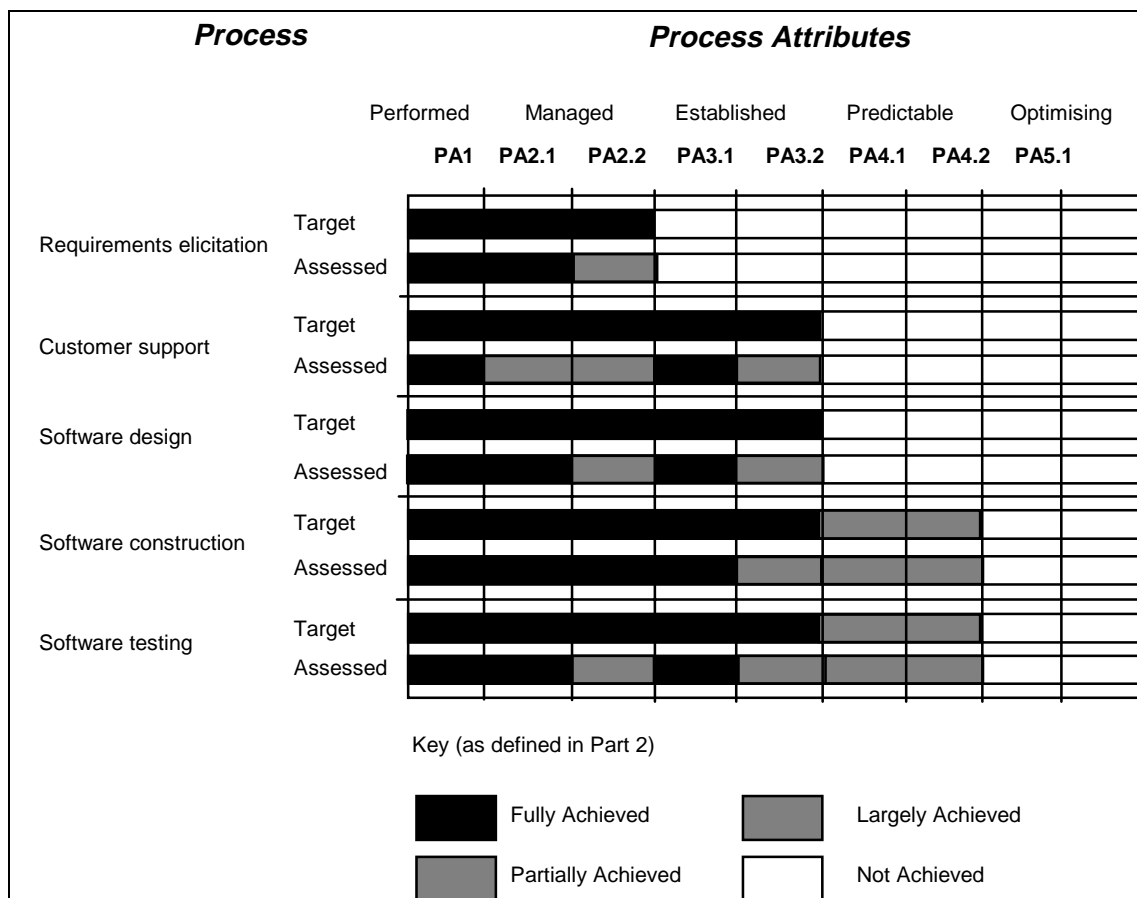 Process Process Attributes
Performed Managed Established Predictable Optimising
PA1 PA2.1 PA2.2 PA3.1 PA3.2 PA4.1 PA4.2 PA5.1
Target
Requirements elicitation
Assessed
Target
Customer support
Assessed
Target
Software design
Assessed
Target
Software construction
Assessed
Target
Software testing
Assessed
Key (as defined in Part 2)
Fully Achieved Largely Achieved
Partially Achieved Not Achieved